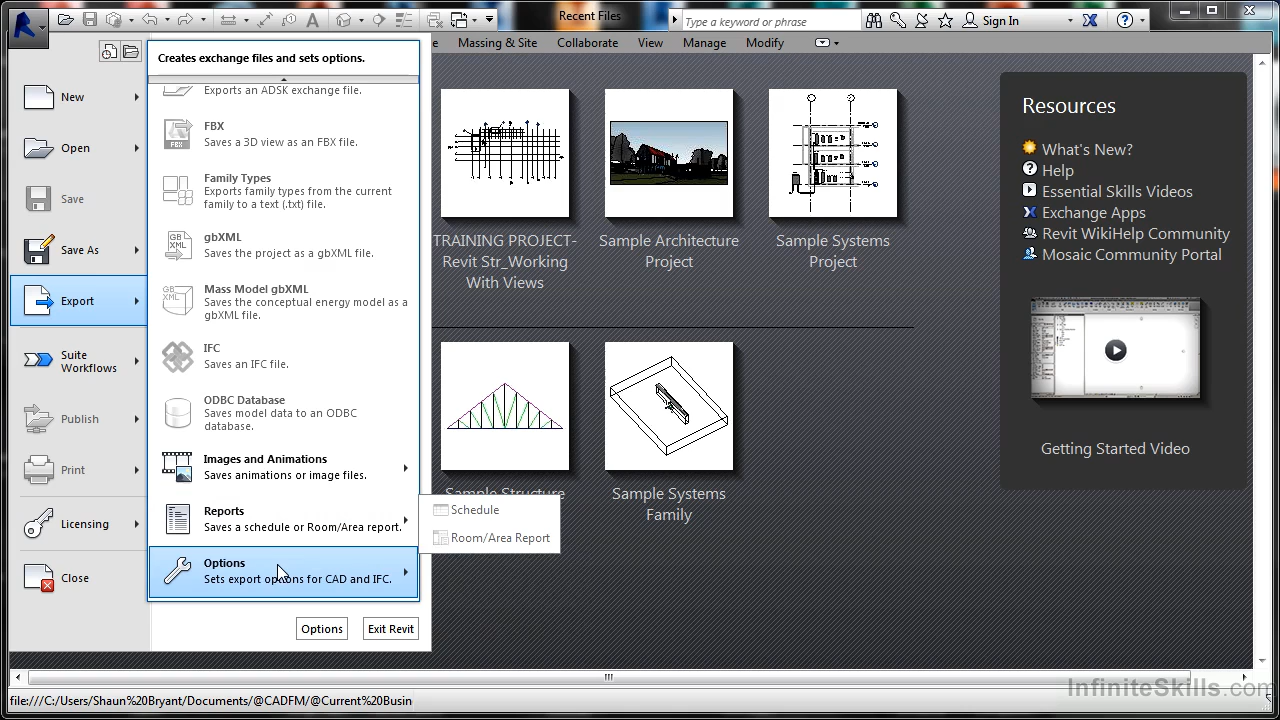 Recent Files
Type a keyword or phrase
Sign In
e
Massing & Site
Collaborate
View
Manage
Modify
New
Open
Save
Save As
Export
Suite
Workflows
Publish
Print
Licensing
Close
Creates exchange files and sets options.
Exports an ADSK exchange file.
FBX
FBX
Saves a 3D view as an FBX file.
Family Types
Exports family types from the current
family to a text (.txt) file.
GB
XML
gbXML
Saves the project as a gbXML file.
GB
XML
Mass Model gbXML
Saves the conceptual energy model as a
gbXML file.
IFC
Saves an IFC file.
ODBC Database
Saves model data to an ODBC
database.
Images and Animations
Saves animations or image files.
Reports
Saves a schedule or Room/Area report.
Options
Sets export options for CAD and IFC.
Schedule
Room/Area Report
Options
Exit Revit
TRAINING PROJECT-
Revit Str_Working
With Views
Sample Architecture
Project
Sample Systems
Project
Sample Structure
Sample Systems
Family
Resources
What's New?
Help
Essential Skills Videos
Exchange Apps
Revit WikiHelp Community
Mosaic Community Portal
Getting Started Video
file:///C:/Users/Shaun%20Bryant/Documents/@CADFM/@Current%20Busin
InfiniteSkills.com